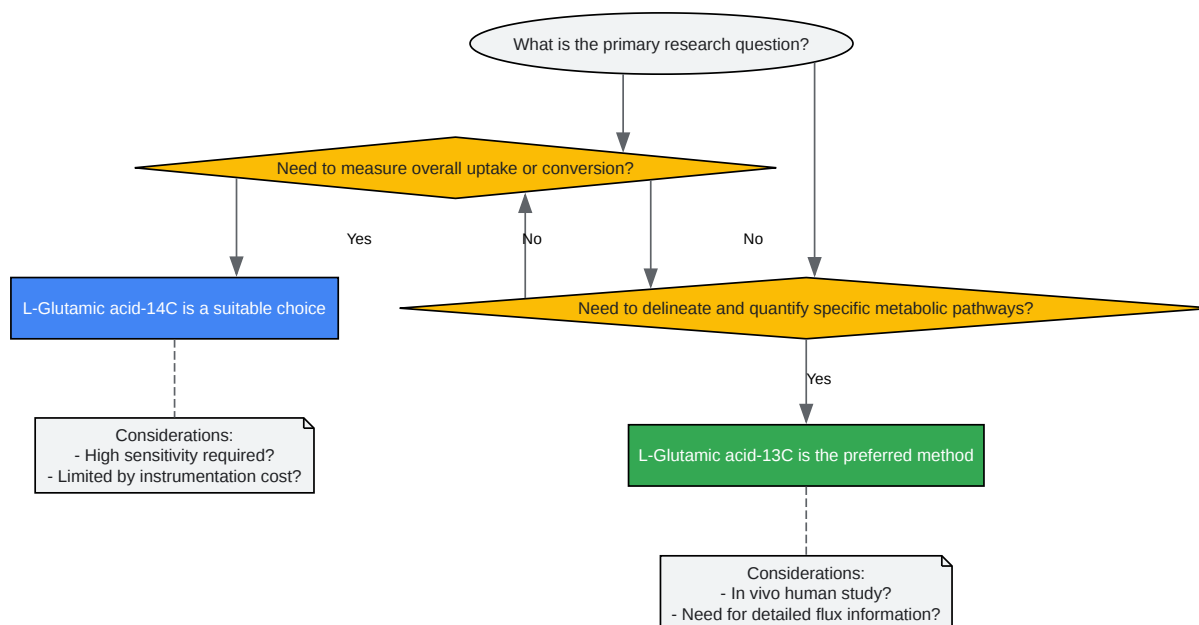 What is the primary research question?
Need to measure overall uptake or conversion?
Yes
No
No
L-Glutamic acid-14C is a suitable choice
Need to delineate and quantify specific metabolic pathways?
Yes
Considerations:
- High sensitivity required?
- Limited by instrumentation cost?
L-Glutamic acid-13C is the preferred method
Considerations:
- In vivo human study?
- Need for detailed flux information?